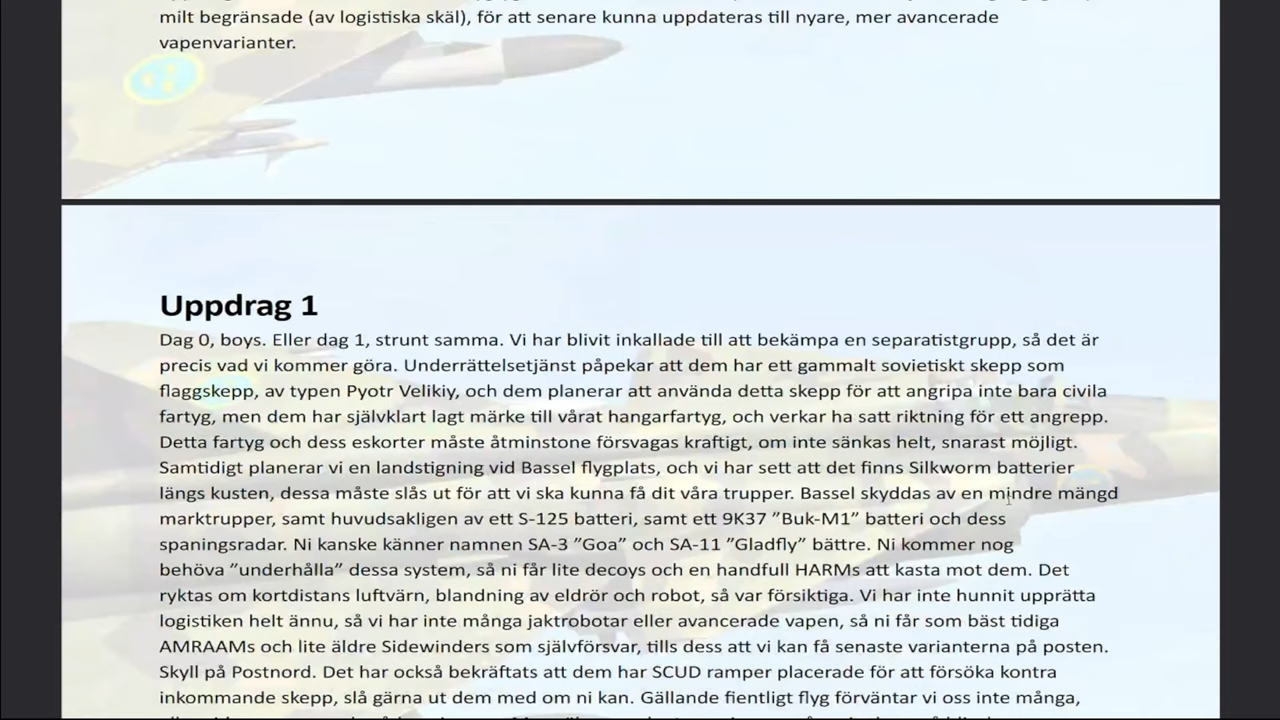 milt begränsade (av logistiska skäl), för att senare kunna uppdateras till nyare, mer avancerade
vapenvarianter.
Uppdrag 1
Dag 0, boys. Eller dag 1, strunt samma. Vi har blivit inkallade till att bekämpa en separatistgrupp, så det är
precis vad vi kommer göra. Underrättelsetjänst påpekar att dem har ett gammalt sovietiskt skepp som
flaggskepp, av typen Pyotr Velikiy, och dem planerar att använda detta skepp för att angripa inte bara civila
fartyg, men dem har självklart lagt märke till vårat hangarfartyg, och verkar ha satt riktning för ett angrepp.
Detta fartyg och dess eskorter måste åtminstone försvagas kraftigt, om inte sänkas helt, snarast möjligt.
Samtidigt planerar vi en landstigning vid Bassel flygplats, och vi har sett att det finns Silkworm batterier
längs kusten, dessa måste slås ut för att vi ska kunna få dit våra trupper. Bassel skyddas av en mindre mängd
marktrupper, samt huvudsakligen av ett S-125 batteri, samt ett 9K37 ”Buk-M1” batteri och dess
spaningsradar. Ni kanske känner namnen SA-3 ”Goa” och SA-11 ”Gladfly” bättre. Ni kommer nog
behöva ”underhålla” dessa system, så ni får lite decoys och en handfull HARMs att kasta mot dem. Det
ryktas om kortdistans luftvärn, blandning av eldrör och robot, så var försiktiga. Vi har inte hunnit upprätta
logistiken helt ännu, så vi har inte många jaktrobotar eller avancerade vapen, så ni får som bäst tidiga
AMRAAMs och lite äldre Sidewinders som självförsvar, tills dess att vi kan få senaste varianterna på posten.
Skyll på Postnord. Det har också bekräftats att dem har SCUD ramper placerade för att försöka kontra
inkommande skepp, slå gärna ut dem med om ni kan. Gällande fientligt flyg förväntar vi oss inte många,